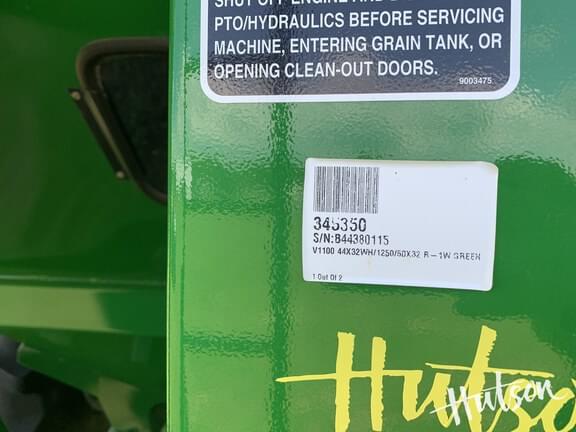 PTO/HYDRAULICS BEFORE SERVICING
MACHINE, ENTERING GRAIN TANK, OR
OPENING CLEAN-OUT DOORS.
9003475
345350
S/N:B44380115
V1100 44X32WH/1250/50X32 R-1W GREEN
1 Out Of 2
Hutson